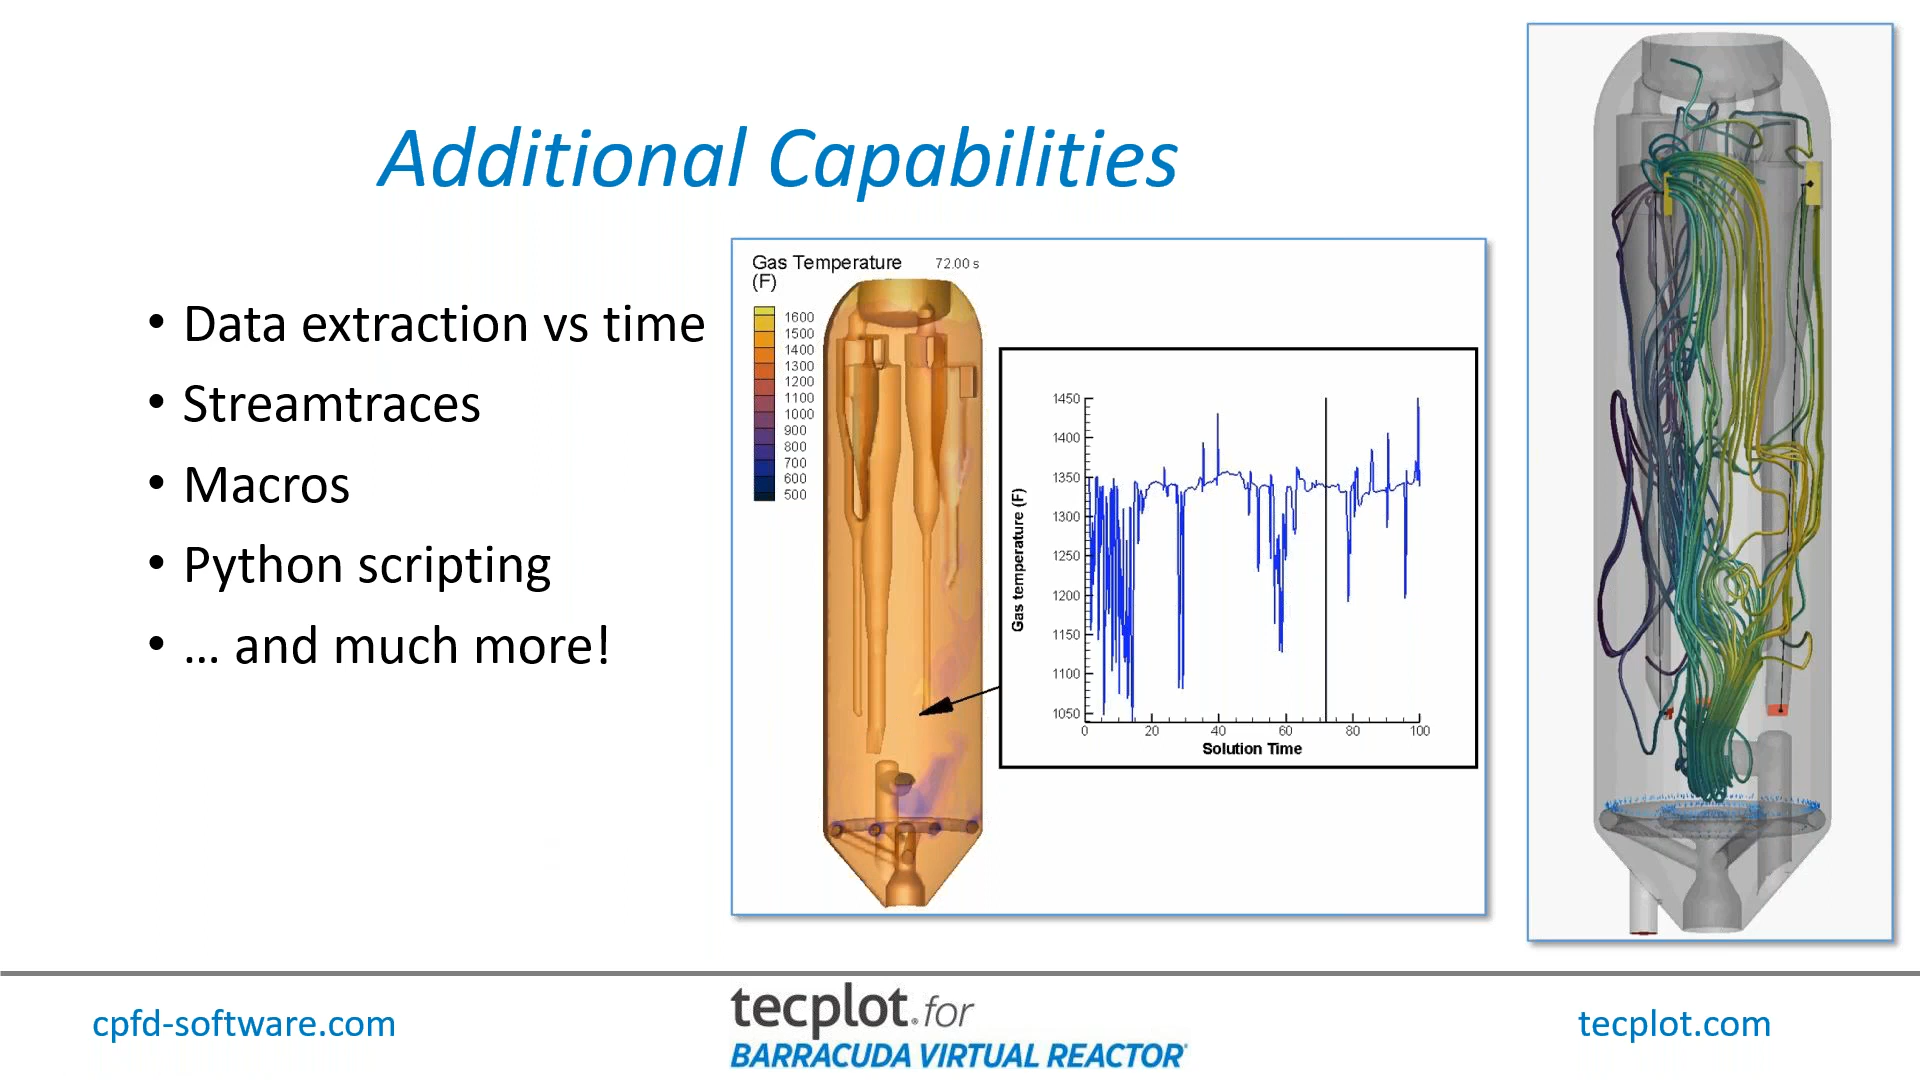 Additional Capabilities
• Data extraction vs time
• Streamtraces
• Macros
• Python scripting
• ... and much more!
Gas Temperature
(F)
72.00 s
1600
1500
1400
1300
1200
1100
1000
900
800
700
600
500
1450
1400
1350
1300
1250
1200
1150
1100
1050
Gas temperature (F)
0 20 40 60 80 100
Solution Time
cpfd-software.com
tecplot. for
BARRACUDA VIRTUAL REACTOR
tecplot.com